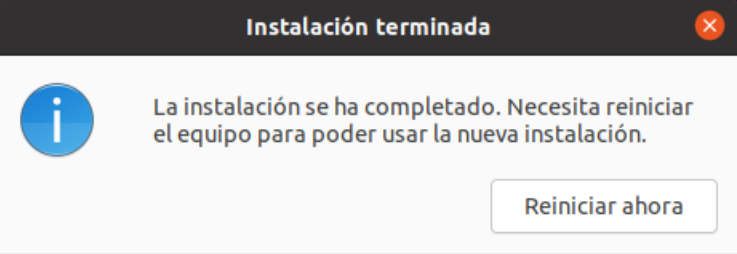 Instalación terminada
La instalación se ha completado. Necesita reiniciar
el equipo para poder usar la nueva instalación.
Reiniciar ahora